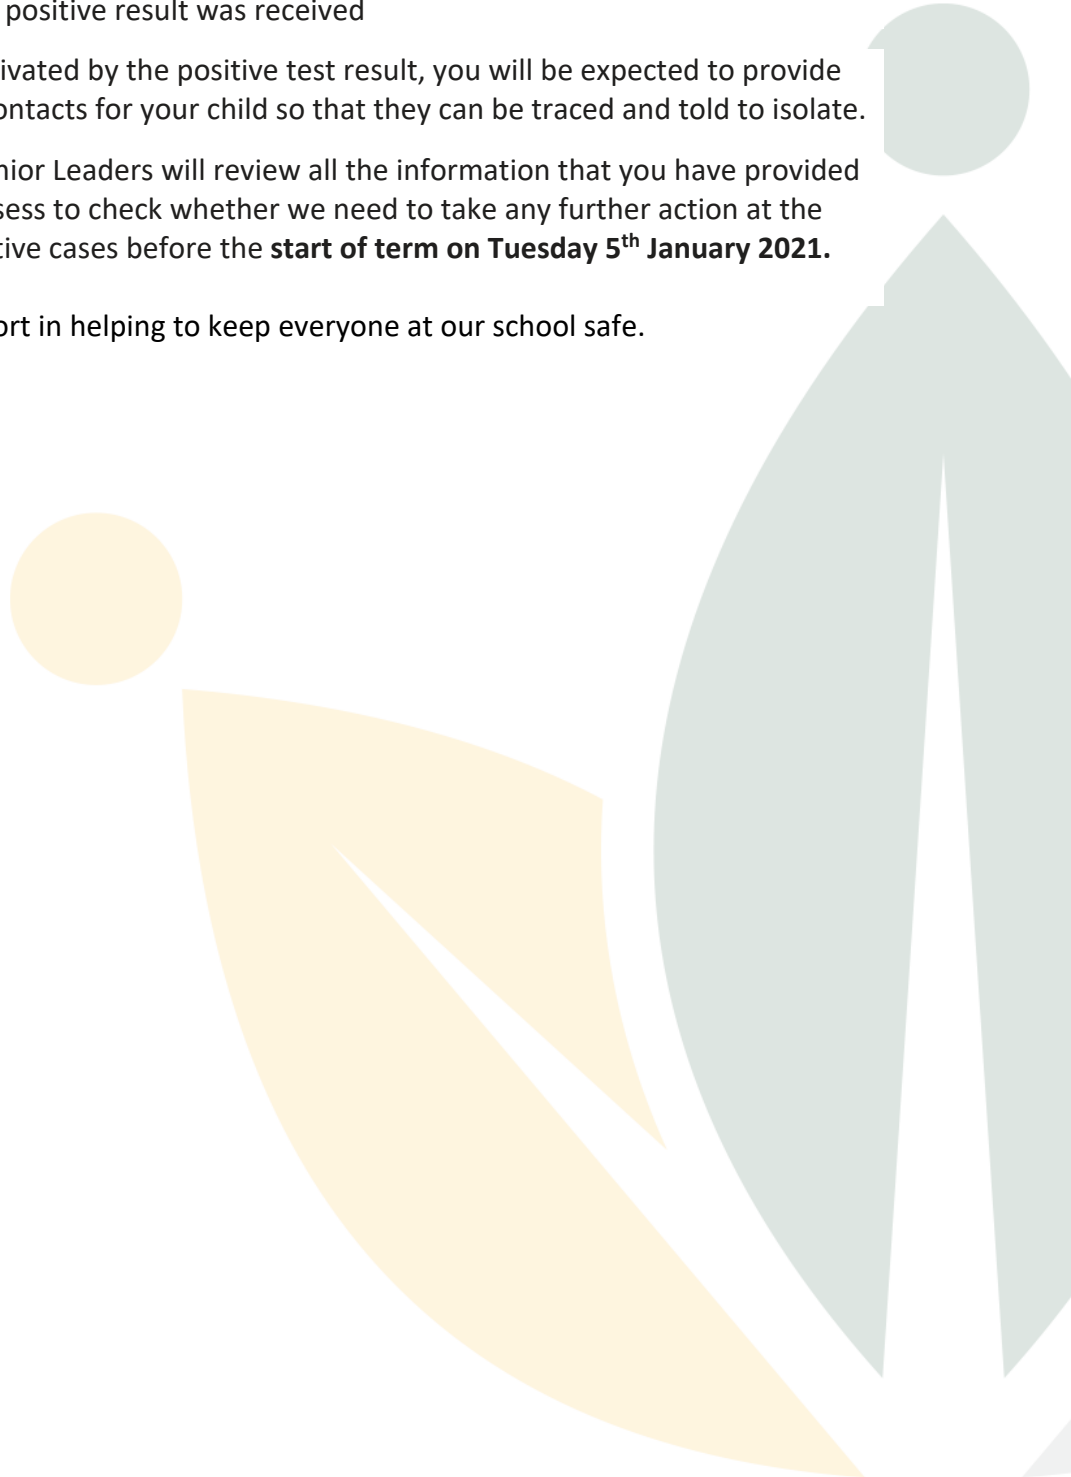 positive result was received
ivated by the positive test result, you will be expected to provide
ontacts for your child so that they can be traced and told to isolate.
nior Leaders will review all the information that you have provided
sess to check whether we need to take any further action at the
tive cases before the start of term on Tuesday 5th January 2021.
ort in helping to keep everyone at our school safe.